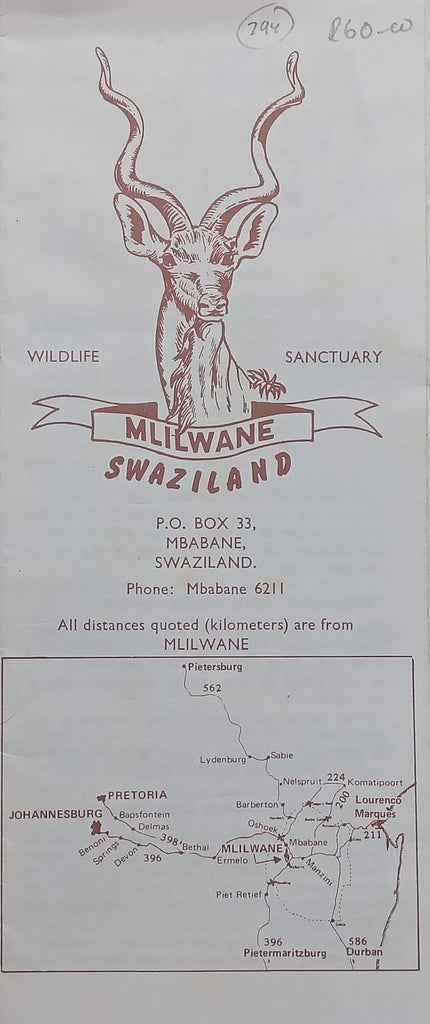 294
R60-00
WILDLIFE SANCTUARY
MLILWANE
SWAZILAND
P.O. BOX 33,
MBABANE,
SWAZILAND.
Phone: Mbabane 6211
All distances quoted (kilometers) are from
MLILWANE
Pietersburg
562
Lydenburg
Sabie
Nelspruit
224
Komatipoort
PRETORIA
Barberton
200
Lourenco
Marques
JOHANNESBURG
Bapsfontein
Delmas
Oshoek
211
398
Benoni
Springs
Devon
396
Bethal
MLILWANE
Mbabane
Ermelo
Manzini
Piet Retief
396
Pietermaritzburg
586
Durban